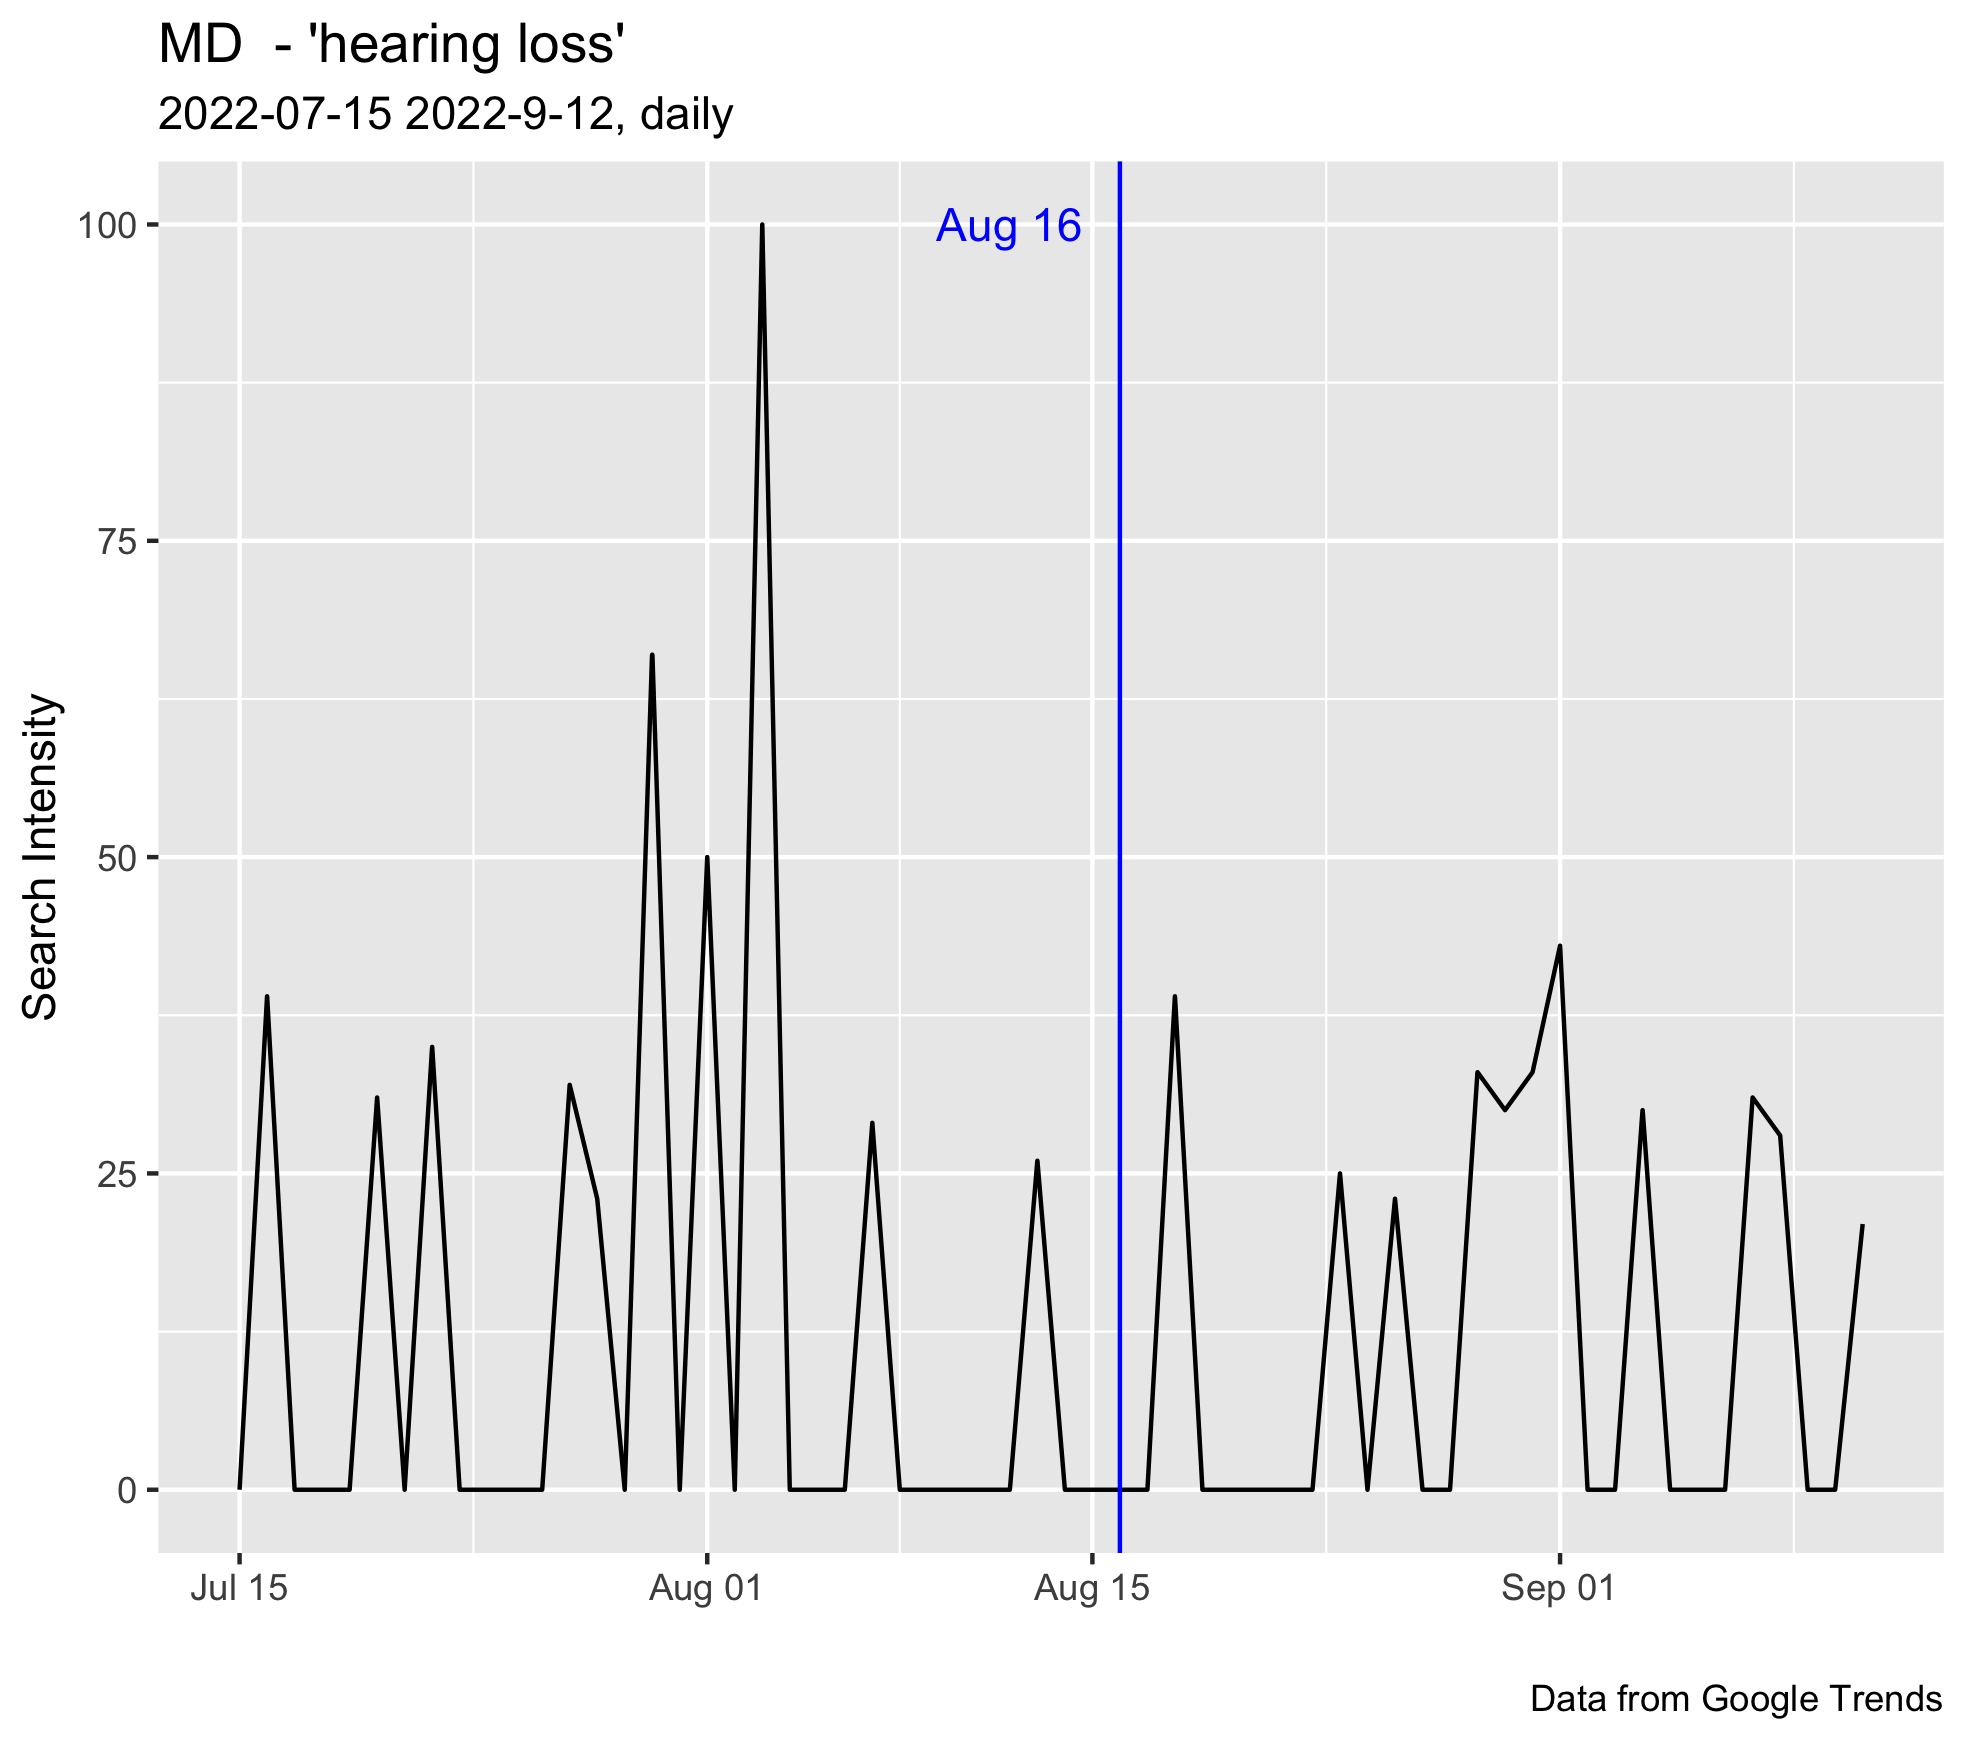 MD  - 'hearing loss'
2022-07-15 2022-9-12, daily
Aug 16
100
75
50
25
0
Search Intensity
Jul 15
Aug 01
Aug 15
Sep 01
Data from Google Trends